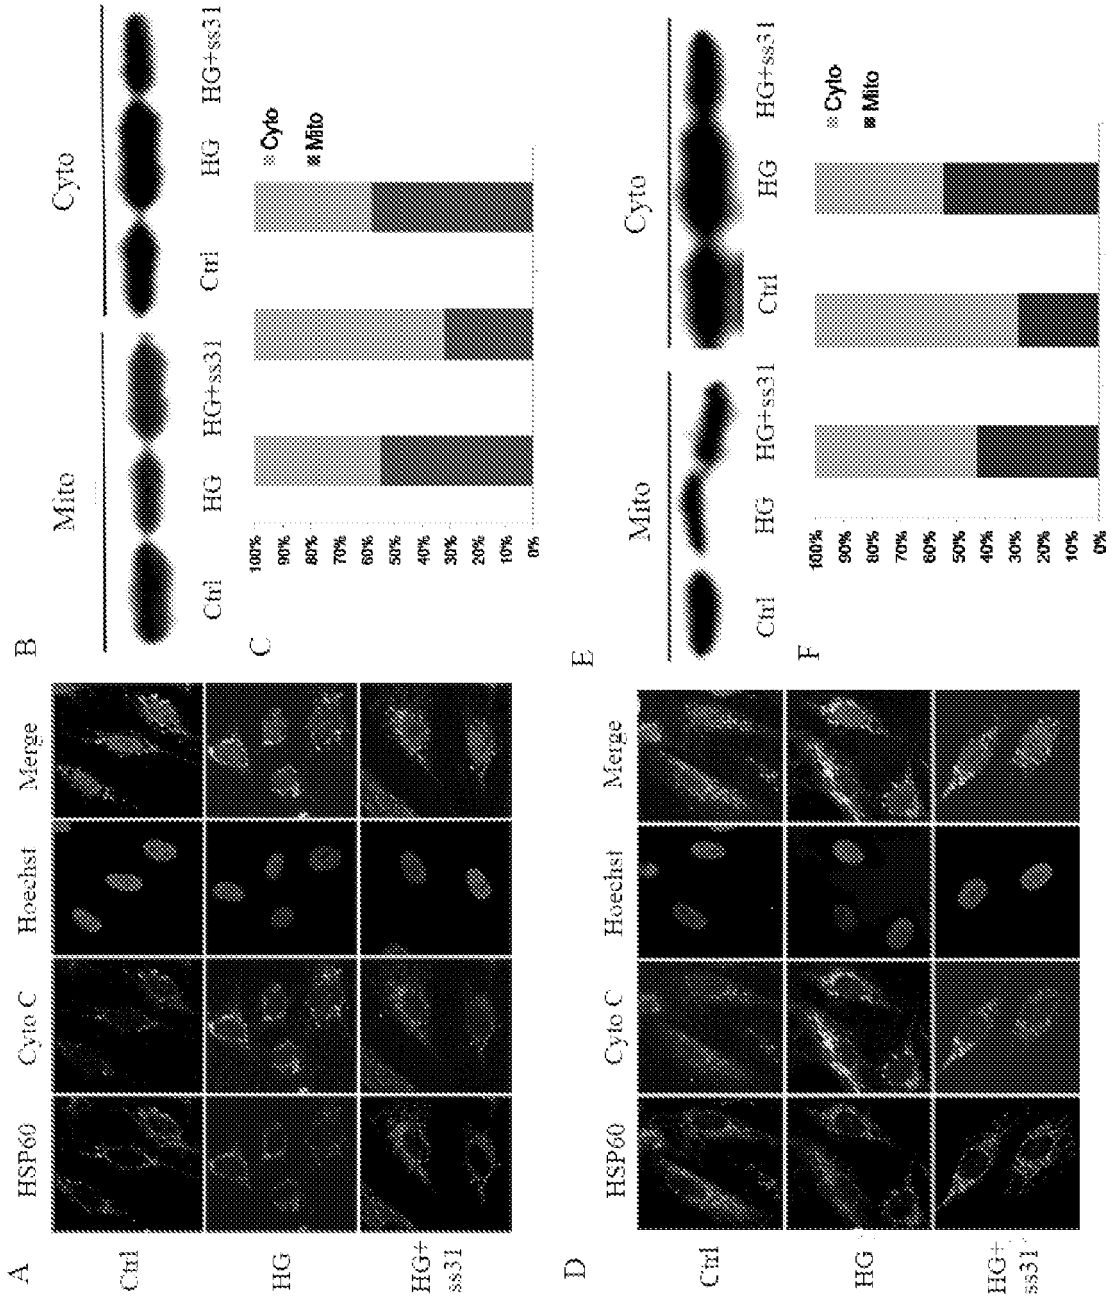 A
HSP60 Cyto C Hoechst Merge
Ctrl
HG
HG+
ss31
B
Mito Cyto
Ctrl HG HG+ss31 Ctrl HG HG+ss31
C
100%
90%
80%
70%
60%
50%
40%
30%
20%
10%
0%
Cyto
Mito
D
HSP60 Cyto C Hoechst Merge
Ctrl
HG
HG+
ss31
E
Mito Cyto
Ctrl HG HG+ss31 Ctrl HG HG+ss31
F
100%
90%
80%
70%
60%
50%
40%
30%
20%
10%
0%
Cyto
Mito